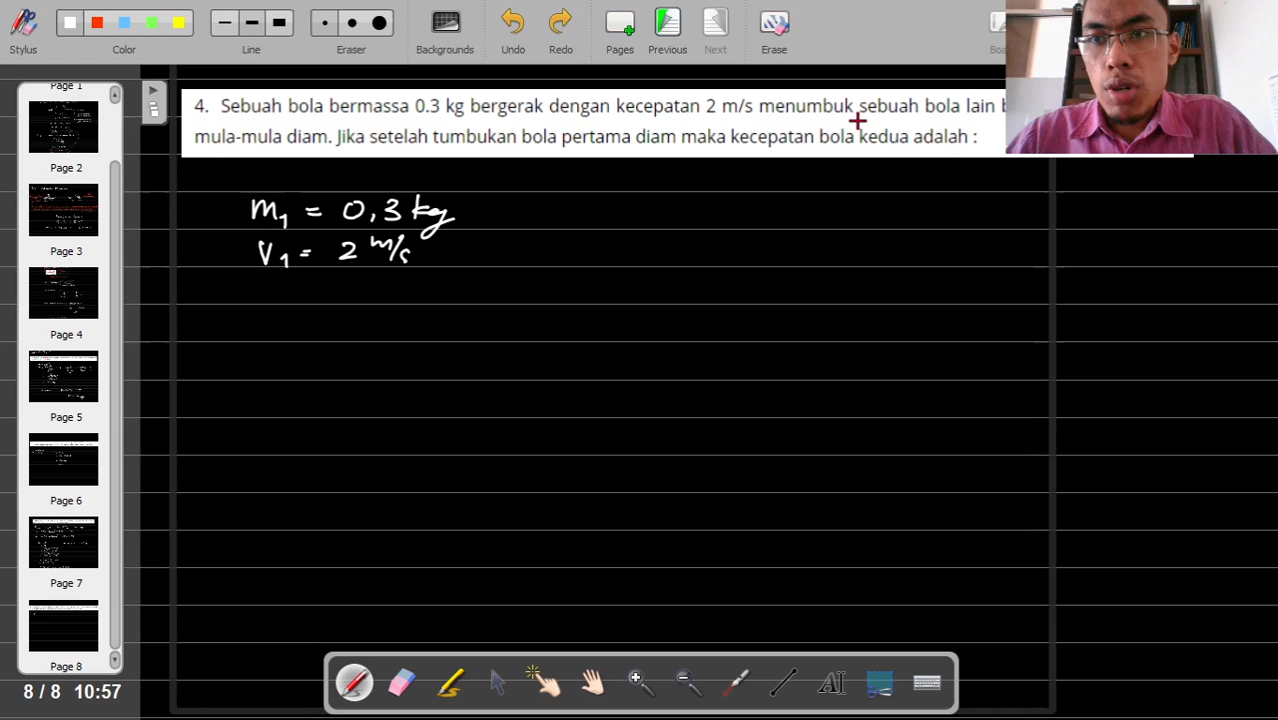 Stylus
Color
Line
Eraser
Backgrounds
Undo
Redo
Pages
Previous
Next
Erase
4. Sebuah bola bermassa 0.3 kg bergerak dengan kecepatan 2 m/s menumbuk sebuah bola lain
mula-mula diam. Jika setelah tumbukan bola pertama diam maka kecepatan bola kedua adalah :
m₁ = 0,3 kg
v₁ = 2 m/s
Page 1
Page 2
Page 3
Page 4
Page 5
Page 6
Page 7
Page 8
8 / 8 10:57